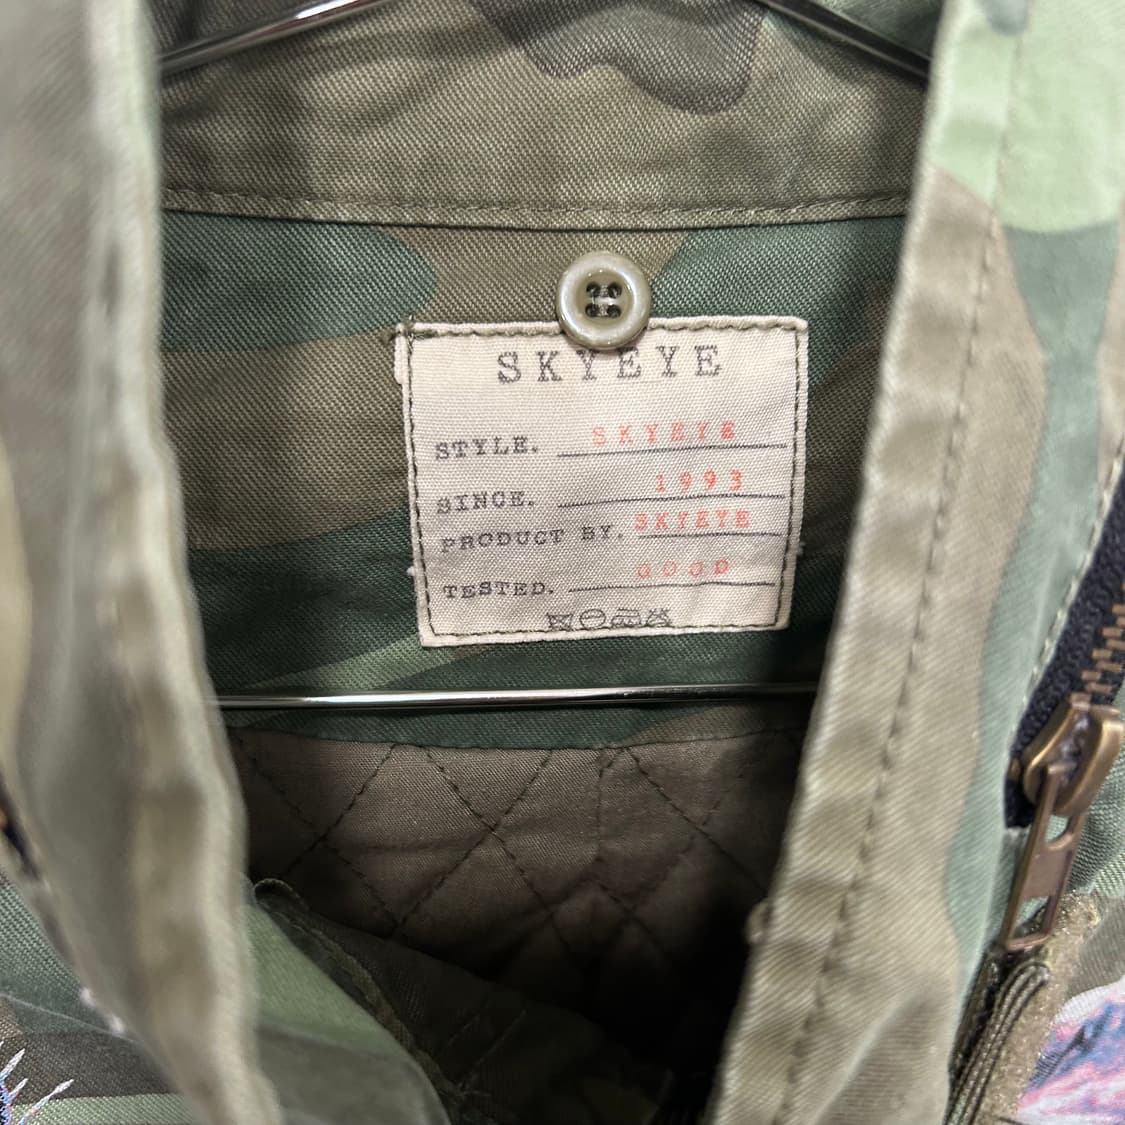 SKYEYE
STYLE. SKYEYE
SINCE. 1993
PRODUCT BY. SKYEYE
TESTED. GOOD